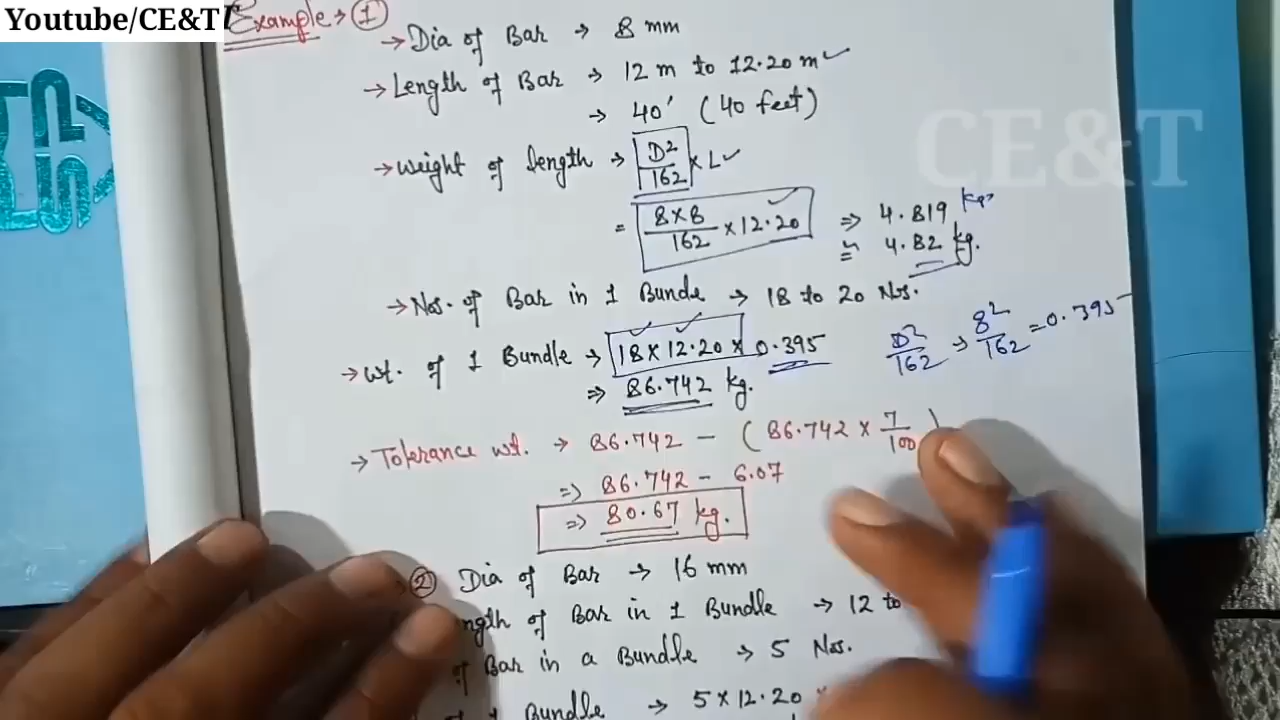 Youtube/CE&T
Example → ①
→ Dia of Bar → 8 mm
→ Length of Bar → 12 m to 12.20 m ✓
→ 40' (40 feet)
→ Weight of length → D²/162 × L ✓
= 8×8/162 × 12.20 ⇒ 4.819 kg.
≈ 4.82 kg.
→ Nos. of Bar in 1 Bunde → 18 to 20 Nos.
→ Wt. of 1 Bundle → 18 × 12.20 × 0.395
D²/162 → 8²/162 = 0.395
⇒ 86.742 kg.
→ Tolerance wt. → 86.742 – (86.742 × 7/100)
⇒ 86.742 – 6.07
⇒ 80.67 kg.
② Dia of Bar → 16 mm
ngth of Bar in 1 Bundle → 12 to
of Bar in a Bundle → 5 Nos.
Bundle → 5 × 12.20
CE&T